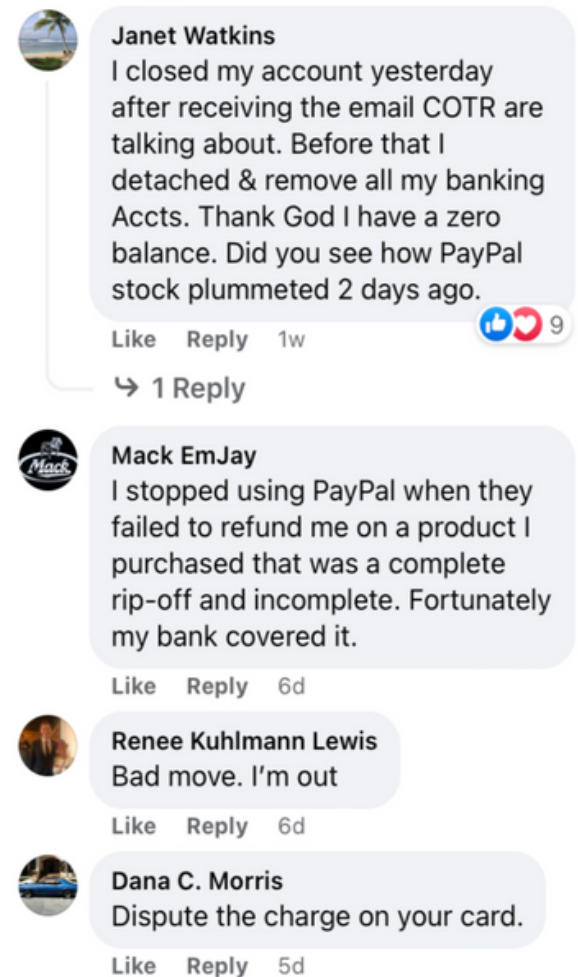 Janet Watkins
I closed my account yesterday
after receiving the email COTR are
talking about. Before that I
detached & remove all my banking
Accts. Thank God I have a zero
balance. Did you see how PayPal
stock plummeted 2 days ago.
9
Like Reply 1w
1 Reply
Mack
Mack EmJay
I stopped using PayPal when they
failed to refund me on a product I
purchased that was a complete
rip-off and incomplete. Fortunately
my bank covered it.
Like Reply 6d
Renee Kuhlmann Lewis
Bad move. I'm out
Like Reply 6d
Dana C. Morris
Dispute the charge on your card.
Like Reply 5d